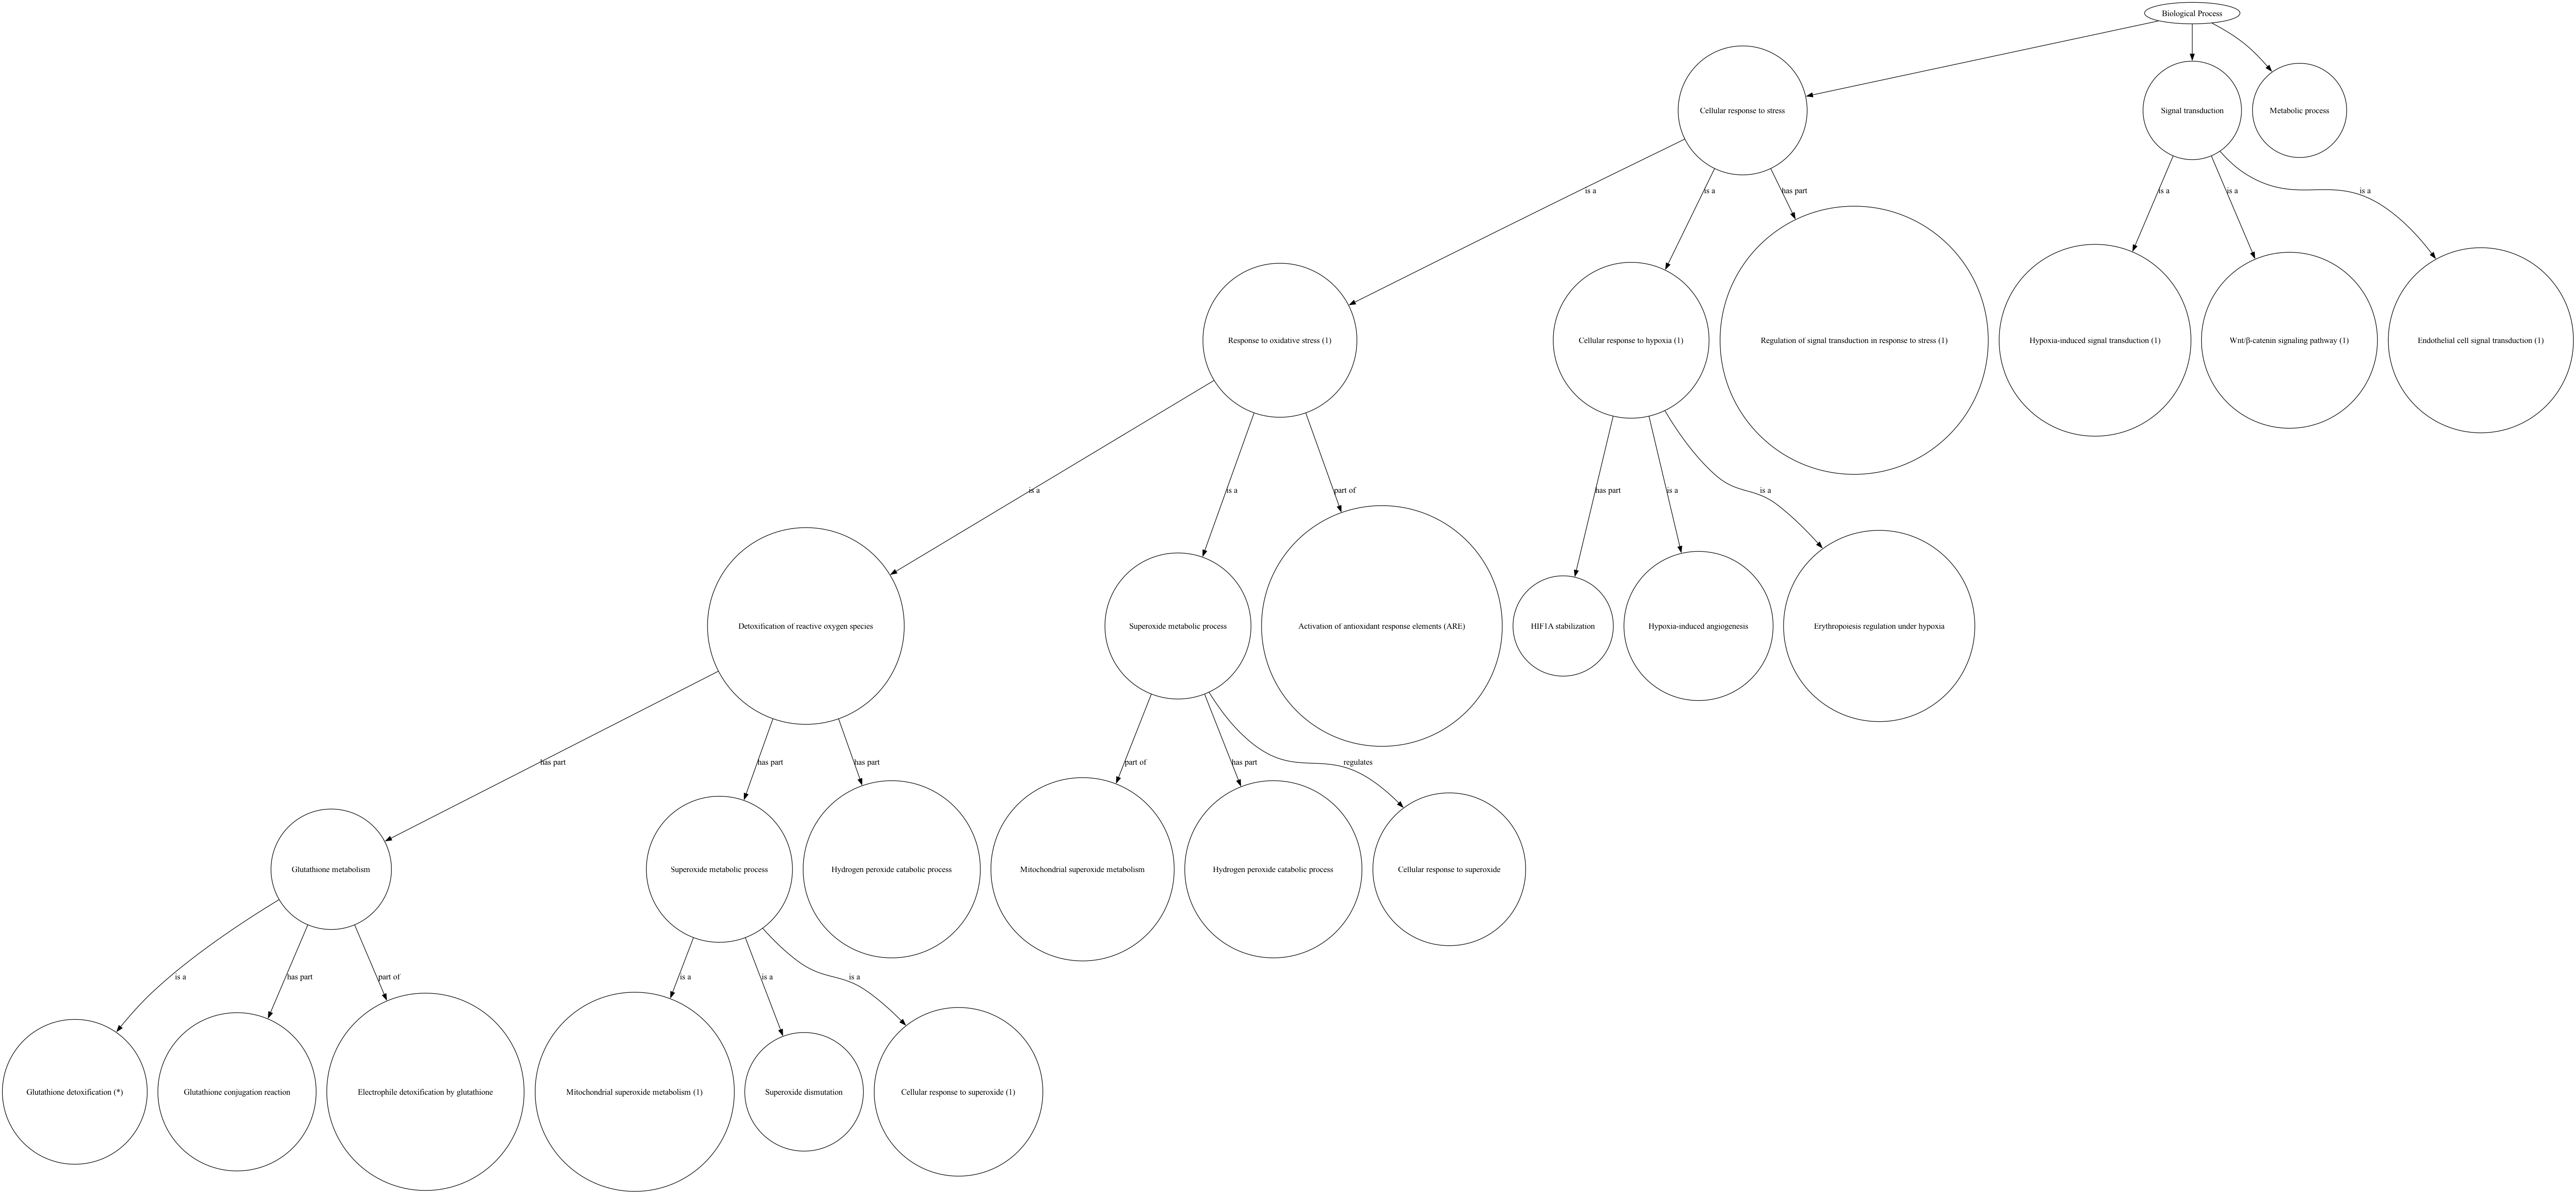 Biological Process
Cellular response to stress
Signal transduction
Metabolic process
is a
is a
has part
is a
is a
is a
Response to oxidative stress (1)
Cellular response to hypoxia (1)
Regulation of signal transduction in response to stress (1)
Hypoxia-induced signal transduction (1)
Wnt/β-catenin signaling pathway (1)
Endothelial cell signal transduction (1)
is a
is a
part of
has part
is a
is a
Detoxification of reactive oxygen species
Superoxide metabolic process
Activation of antioxidant response elements (ARE)
HIF1A stabilization
Hypoxia-induced angiogenesis
Erythropoiesis regulation under hypoxia
has part
has part
has part
part of
has part
regulates
Glutathione metabolism
Superoxide metabolic process
Hydrogen peroxide catabolic process
Mitochondrial superoxide metabolism
Hydrogen peroxide catabolic process
Cellular response to superoxide
is a
has part
part of
is a
is a
is a
Glutathione detoxification (*)
Glutathione conjugation reaction
Electrophile detoxification by glutathione
Mitochondrial superoxide metabolism (1)
Superoxide dismutation
Cellular response to superoxide (1)